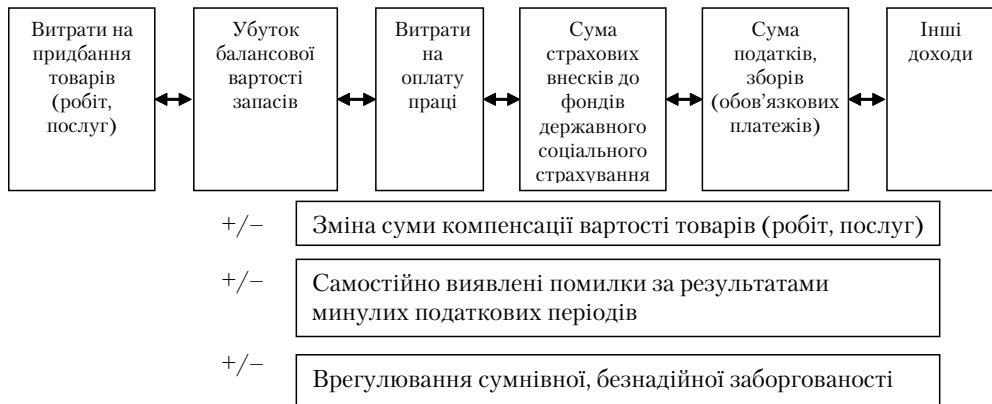 Витрати на
придбання
товарів
(робіт,
послуг)
Убуток
балансової
вартості
запасів
Витрати
на
оплату
праці
Сума
страхових
внесків до
фондів
державного
соціального
страхування
Сума
податків,
зборів
(обов’язкових
платежів)
Інші
доходи
+/–
Зміна суми компенсації вартості товарів (робіт, послуг)
+/–
Самостійно виявлені помилки за результатами
минулих податкових періодів
+/–
Врегулювання сумнівної, безнадійної заборгованості